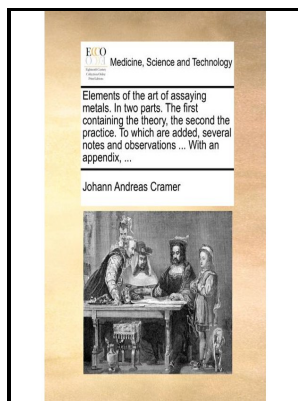 ECCO
Medicine, Science and Technology
Elements of the art of assaying
metals. In two parts. The first
containing the theory, the second the
practice. To which are added, several
notes and observations ... With an
appendix, ...
Johann Andreas Cramer